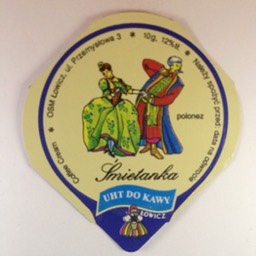 Coffee Cream ★ OSM Łowicz, ul. Przemysłowa 3 ★ 10g, 12%tł. ★ Należy spożyć przed: data na odwrocie
polonez
Śmietanka
UHT DO KAWY
ŁOWICZ